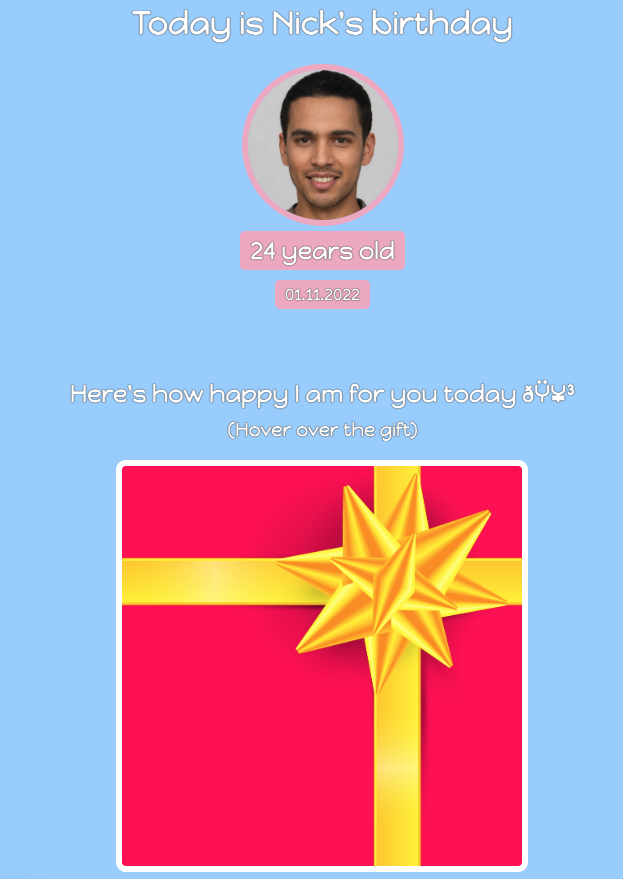 Today is Nick's birthday
24 years old
01.11.2022
Here's how happy I am for you today ðŸ¥³
(Hover over the gift)